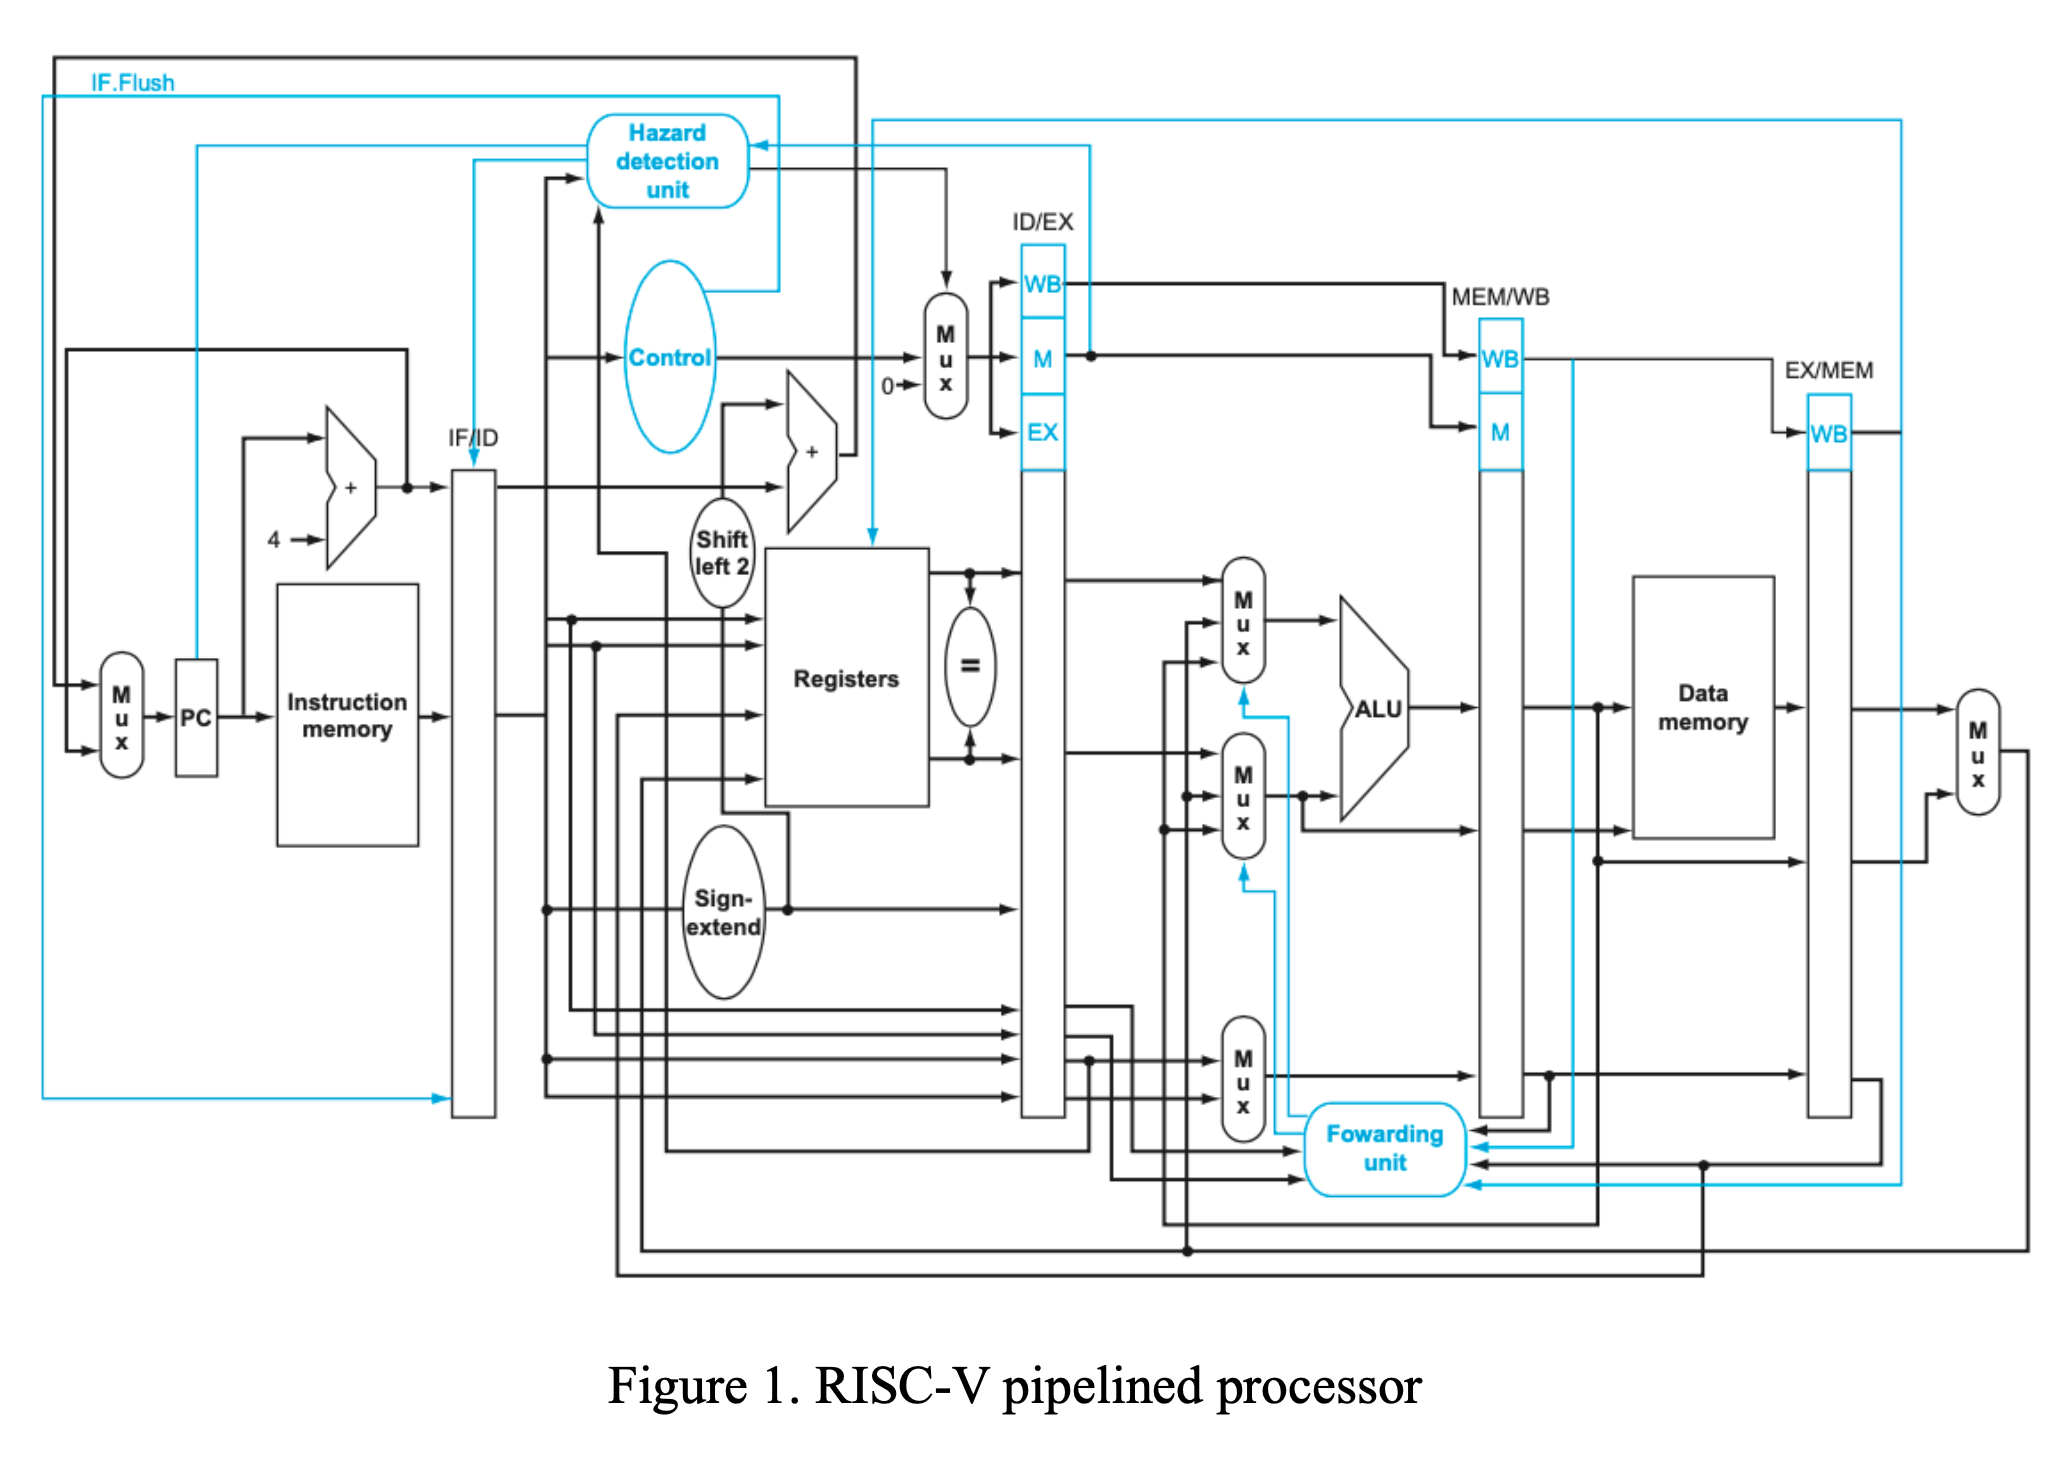 IF.Flush
Hazard
detection
unit
ID/EX
WB
MEM/WB
M
u
x
Control
M
WB
EX/MEM
0
IF/ID
EX
M
WB
+
+
Shift
left 2
4
M
u
x
=
M
u
x
PC
Instruction
memory
Registers
ALU
Data
memory
M
u
x
M
u
x
Sign-
extend
M
u
x
Fowarding
unit
Figure 1. RISC-V pipelined processor